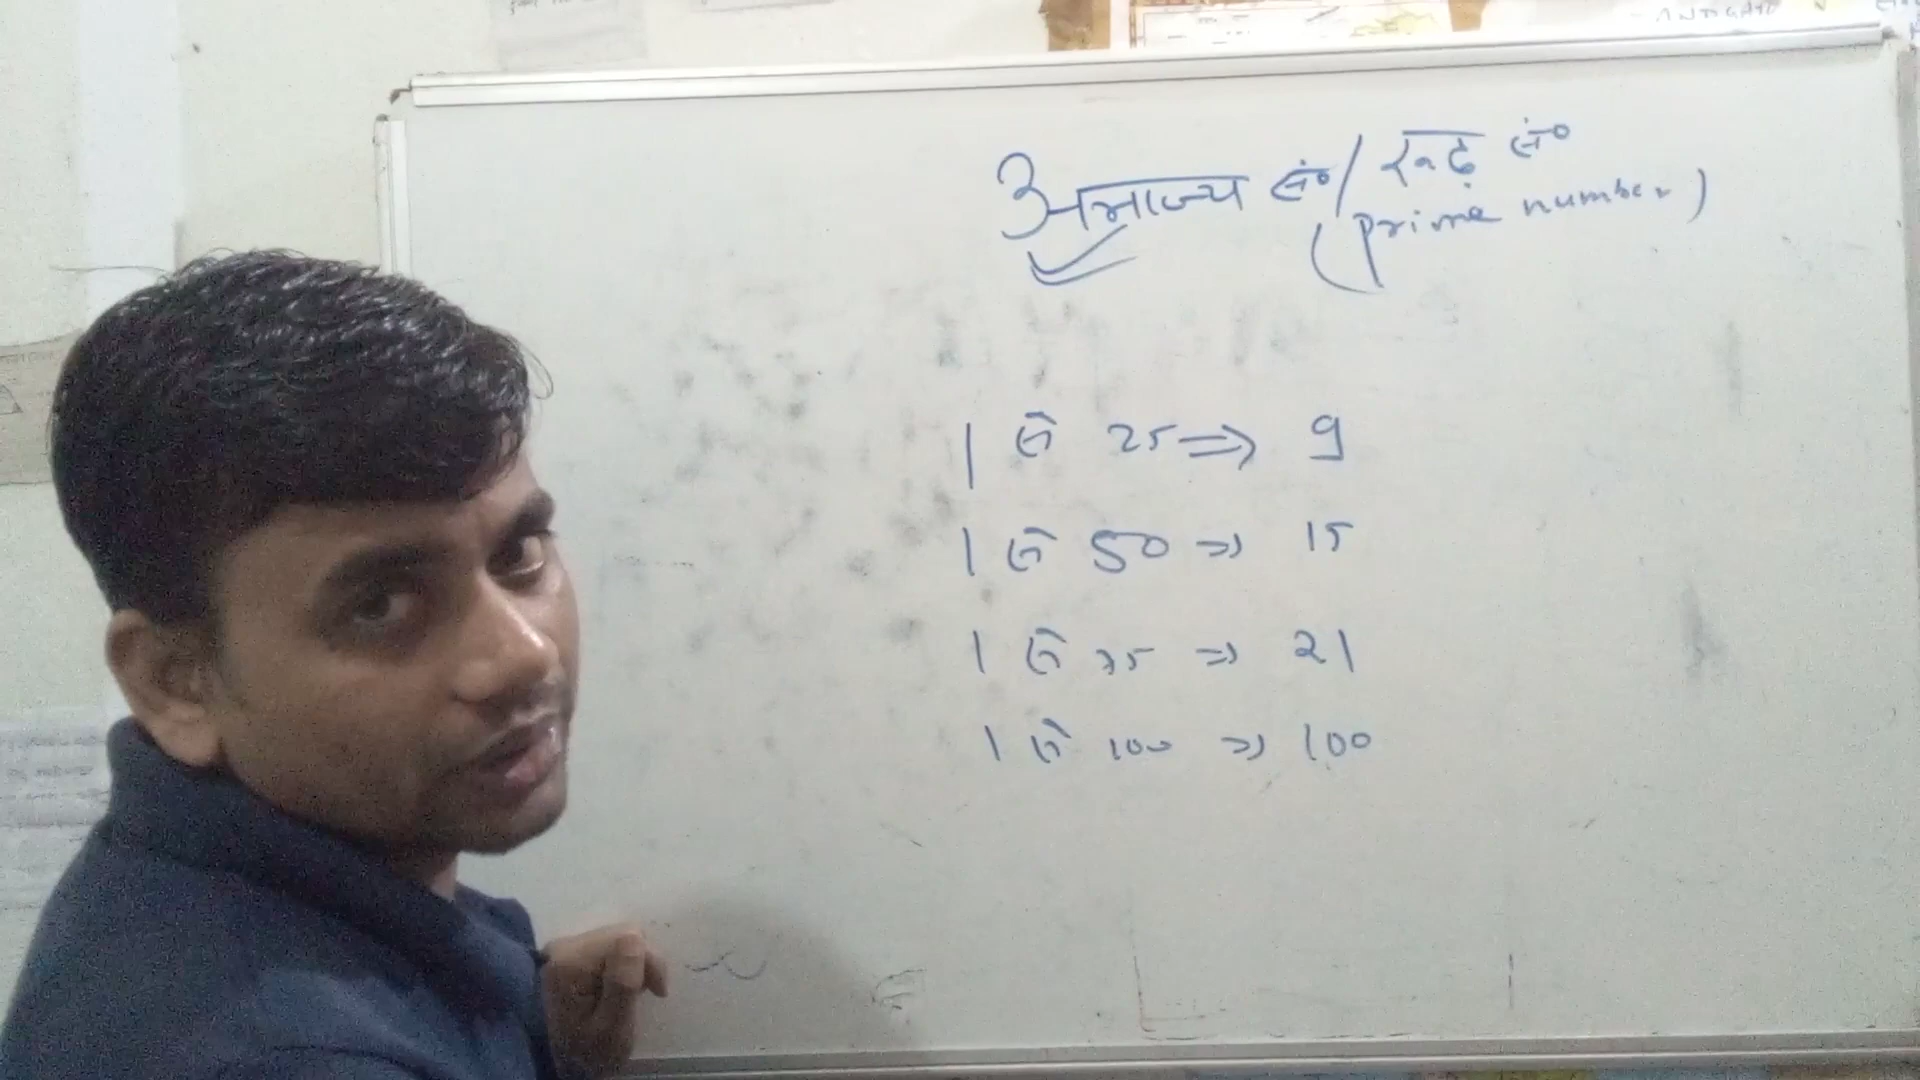 अभाज्य सं०/ रूढ़ सं०
(prime number)
1 से 25 ⇒ 9
1 से 50 ⇒ 15
1 से 75 ⇒ 21
1 से 100 ⇒ 100